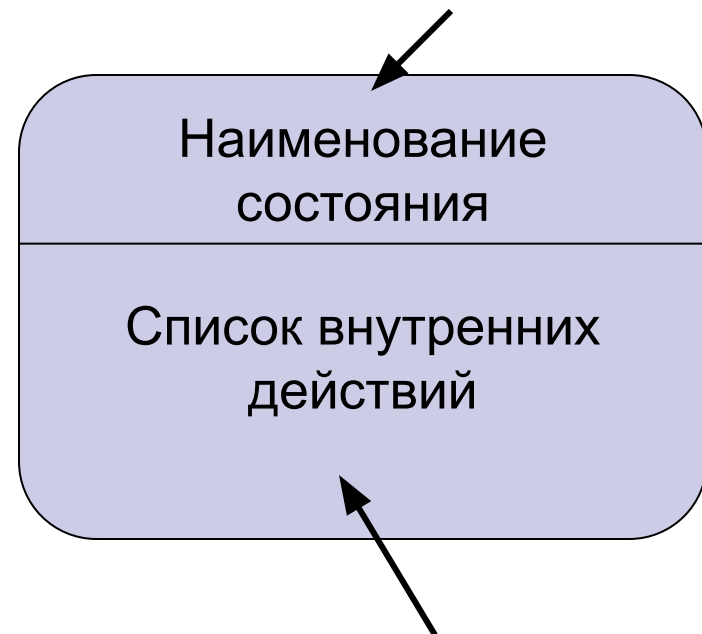 Наименование
состояния
Список внутренних
действий